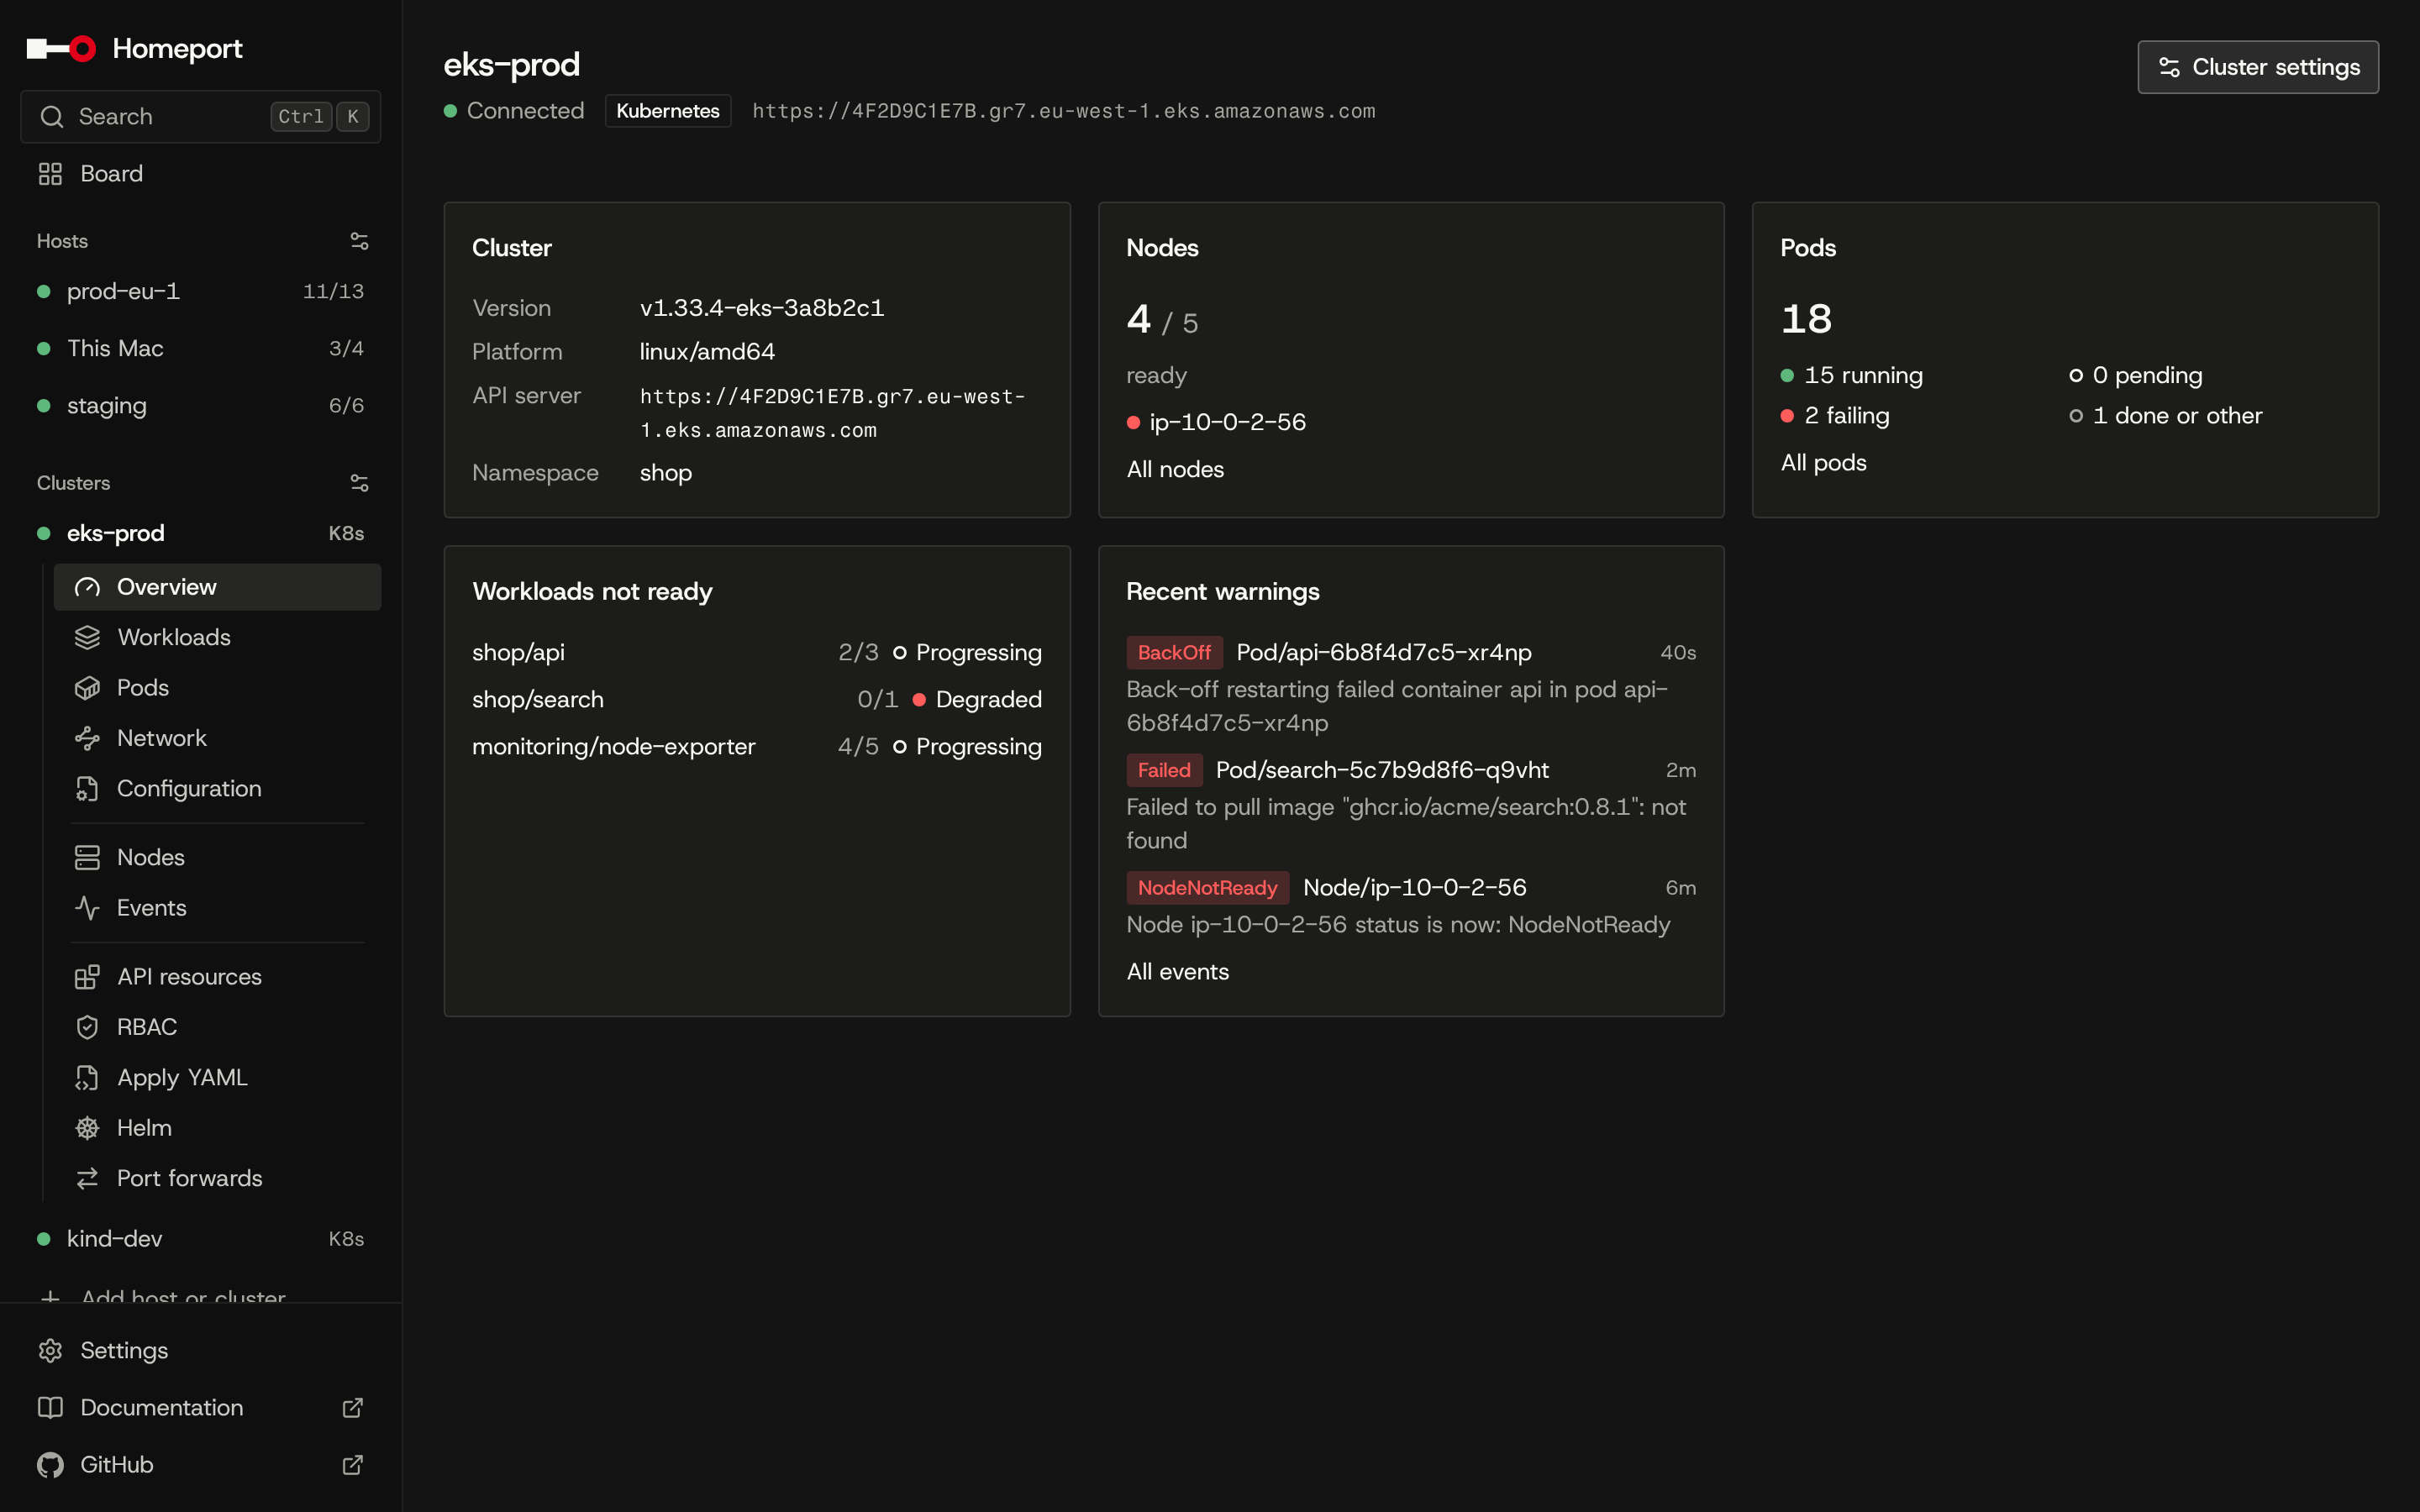 Homeport
Search Ctrl K
Board
Hosts
prod-eu-1 11/13
This Mac 3/4
staging 6/6
Clusters
eks-prod K8s
Overview
Workloads
Pods
Network
Configuration
Nodes
Events
API resources
RBAC
Apply YAML
Helm
Port forwards
kind-dev K8s
Add host or cluster
Settings
Documentation
GitHub
eks-prod
Connected Kubernetes https://4F2D9C1E7B.gr7.eu-west-1.eks.amazonaws.com
Cluster settings
Cluster
Version v1.33.4-eks-3a8b2c1
Platform linux/amd64
API server https://4F2D9C1E7B.gr7.eu-west-
1.eks.amazonaws.com
Namespace shop
Nodes
4 / 5
ready
ip-10-0-2-56
All nodes
Pods
18
15 running 0 pending
2 failing 1 done or other
All pods
Workloads not ready
shop/api 2/3 Progressing
shop/search 0/1 Degraded
monitoring/node-exporter 4/5 Progressing
Recent warnings
BackOff Pod/api-6b8f4d7c5-xr4np 40s
Back-off restarting failed container api in pod api-
6b8f4d7c5-xr4np
Failed Pod/search-5c7b9d8f6-q9vht 2m
Failed to pull image "ghcr.io/acme/search:0.8.1": not
found
NodeNotReady Node/ip-10-0-2-56 6m
Node ip-10-0-2-56 status is now: NodeNotReady
All events